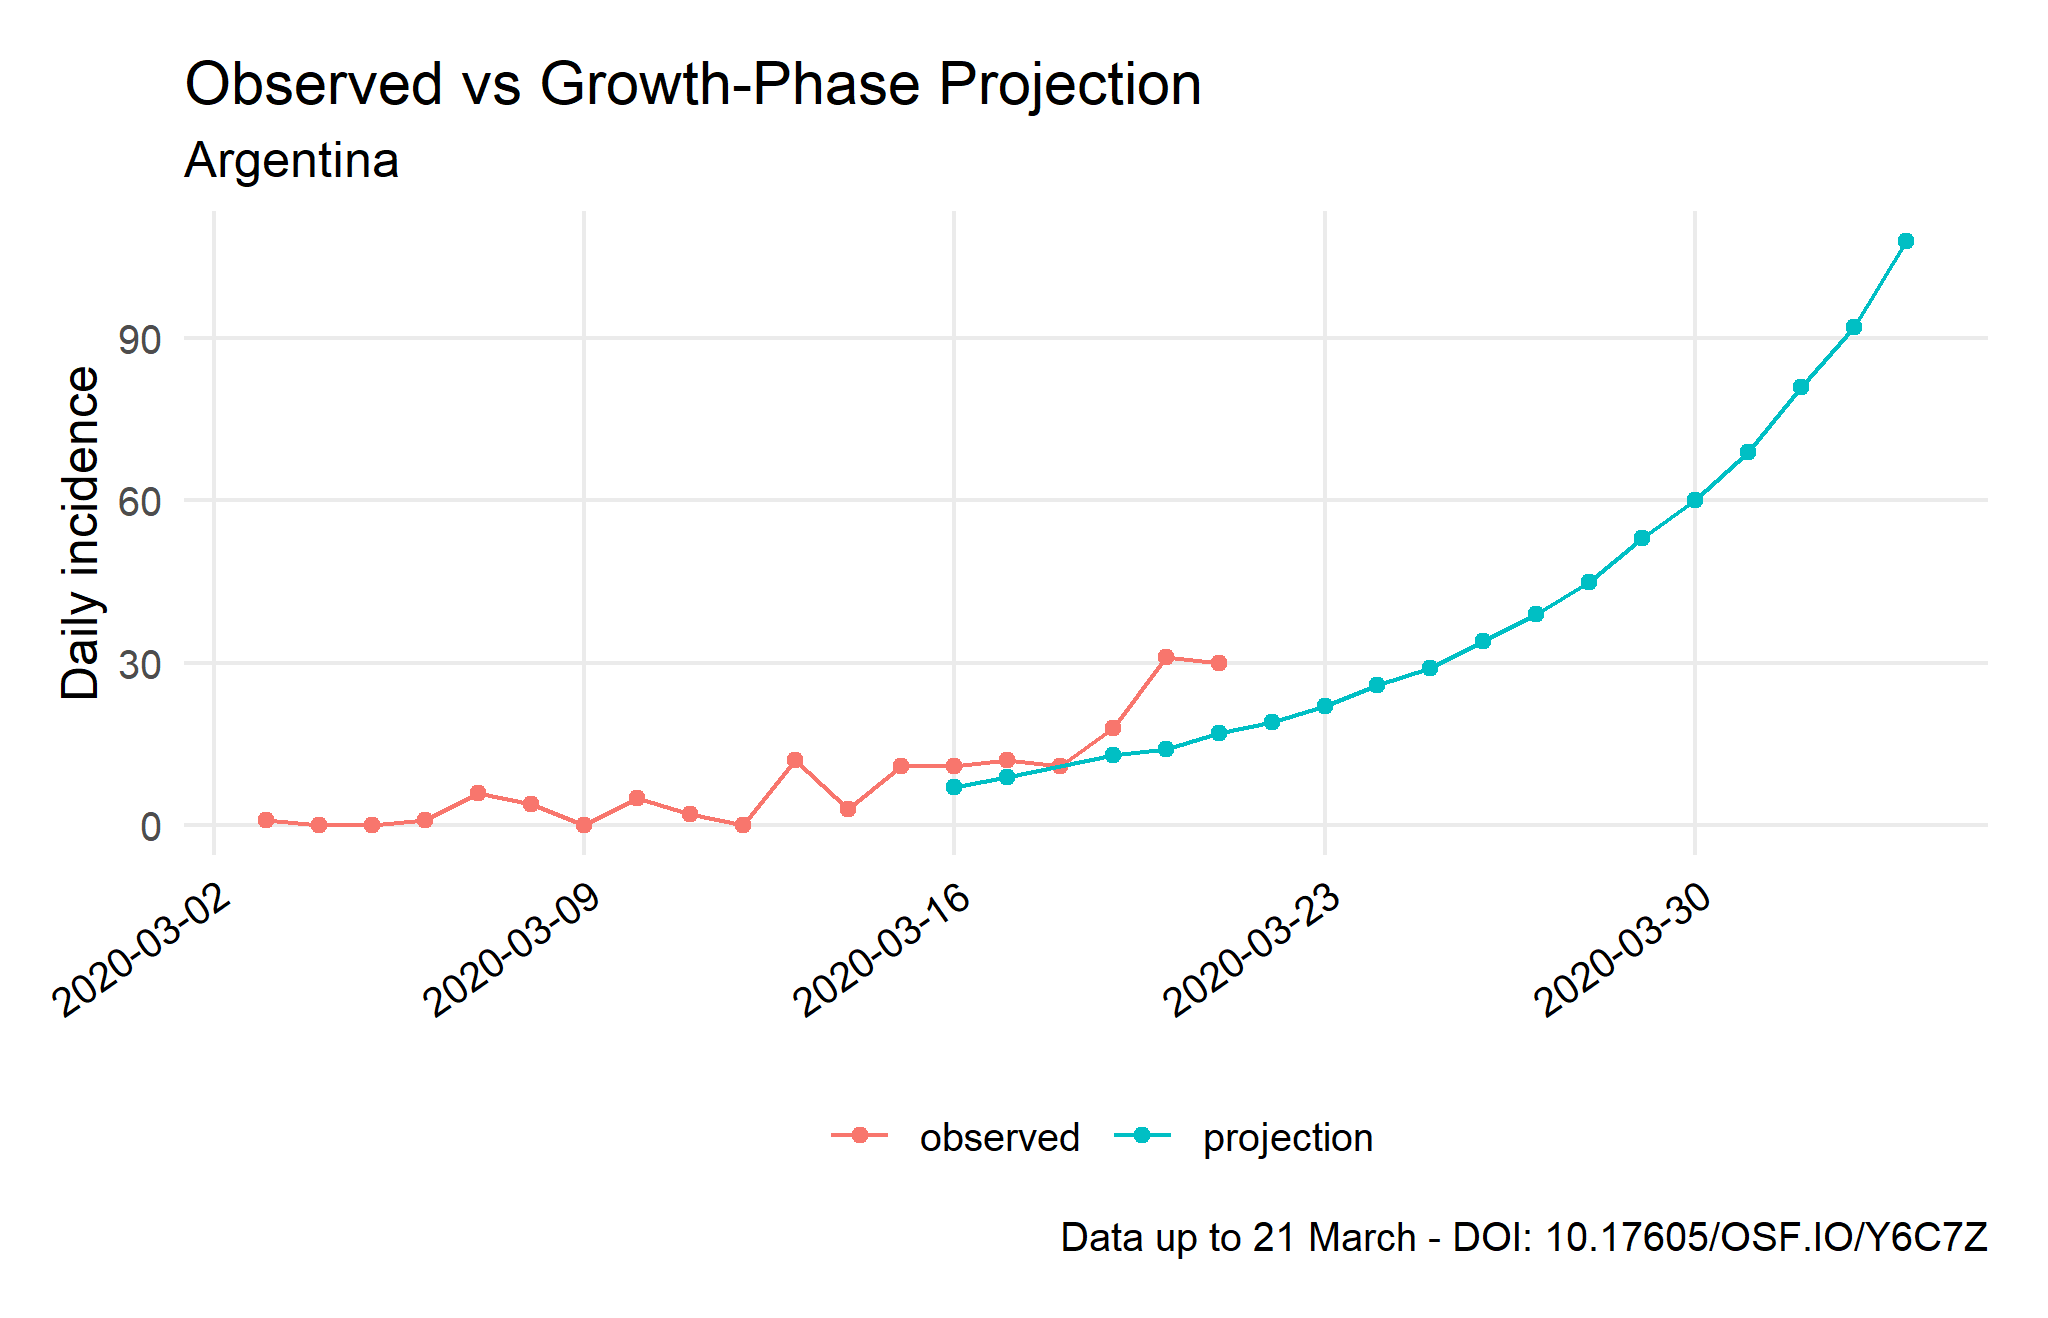 Observed vs Growth-Phase Projection
Argentina
Daily incidence
90
60
30
0
2020-03-02
2020-03-09
2020-03-16
2020-03-23
2020-03-30
observed
projection
Data up to 21 March - DOI: 10.17605/OSF.IO/Y6C7Z